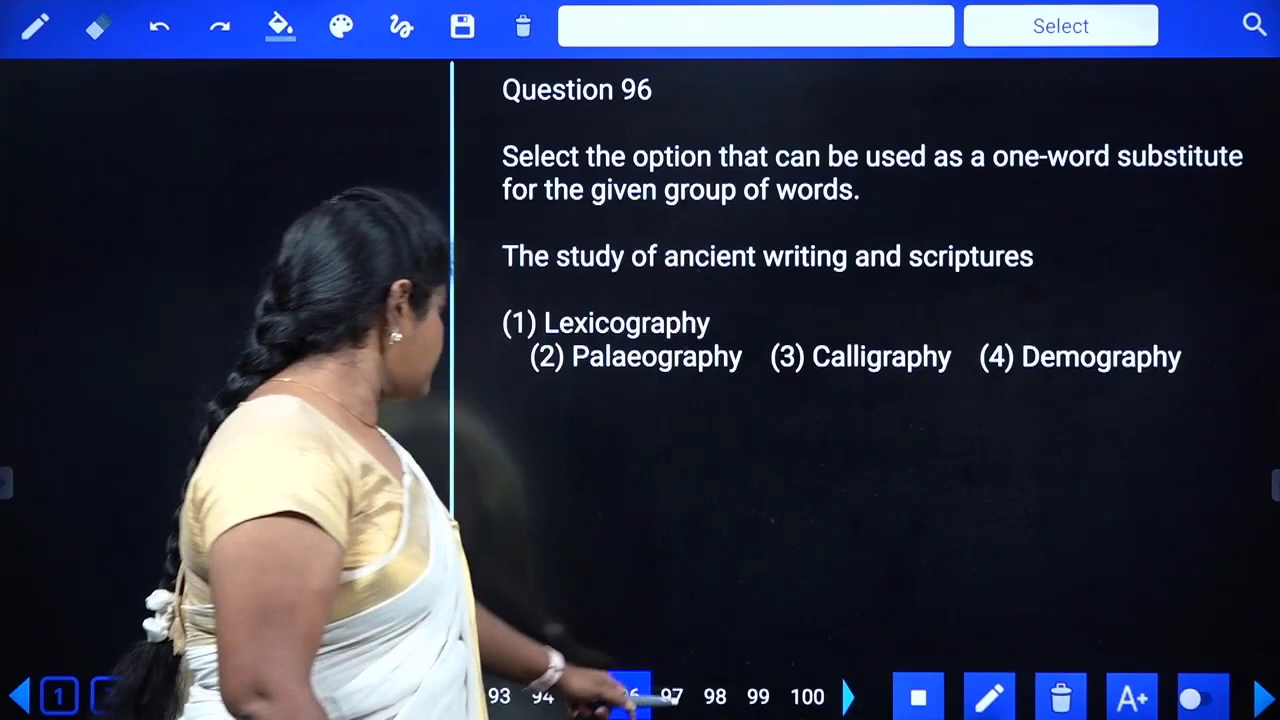 Select
Question 96
Select the option that can be used as a one-word substitute
for the given group of words.
The study of ancient writing and scriptures
(1) Lexicography
(2) Palaeography (3) Calligraphy (4) Demography
1 93 94 97 98 99 100 A+